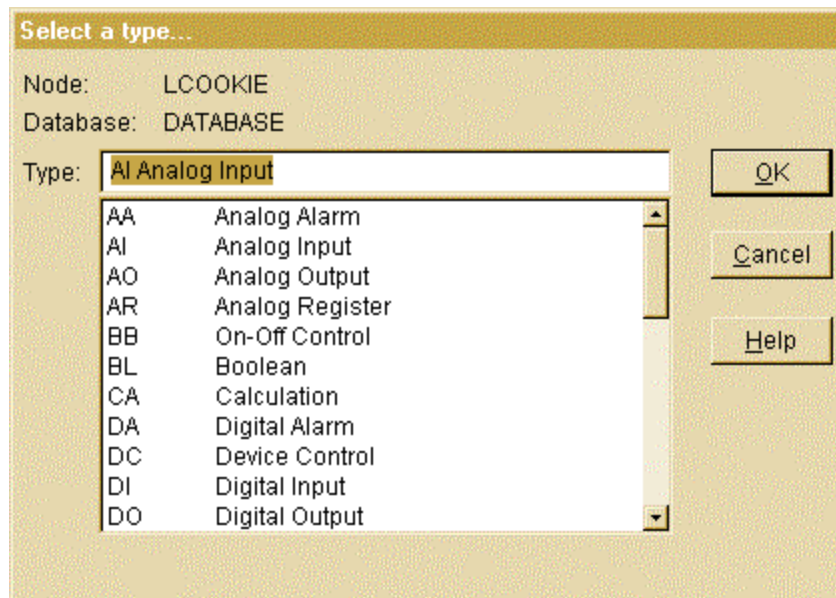 Select a type...
Node: LCOOKIE
Database: DATABASE
Type: AI Analog Input
OK
AA Analog Alarm
AI Analog Input
Cancel
AO Analog Output
AR Analog Register
BB On-Off Control
Help
BL Boolean
CA Calculation
DA Digital Alarm
DC Device Control
DI Digital Input
DO Digital Output